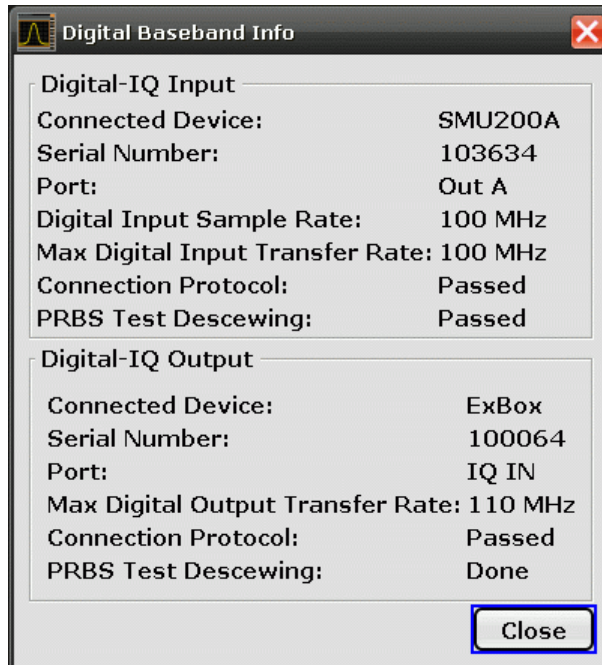 Digital Baseband Info
Digital-IQ Input
Connected Device: SMU200A
Serial Number: 103634
Port: Out A
Digital Input Sample Rate: 100 MHz
Max Digital Input Transfer Rate: 100 MHz
Connection Protocol: Passed
PRBS Test Descewing: Passed
Digital-IQ Output
Connected Device: ExBox
Serial Number: 100064
Port: IQ IN
Max Digital Output Transfer Rate: 110 MHz
Connection Protocol: Passed
PRBS Test Descewing: Done
Close